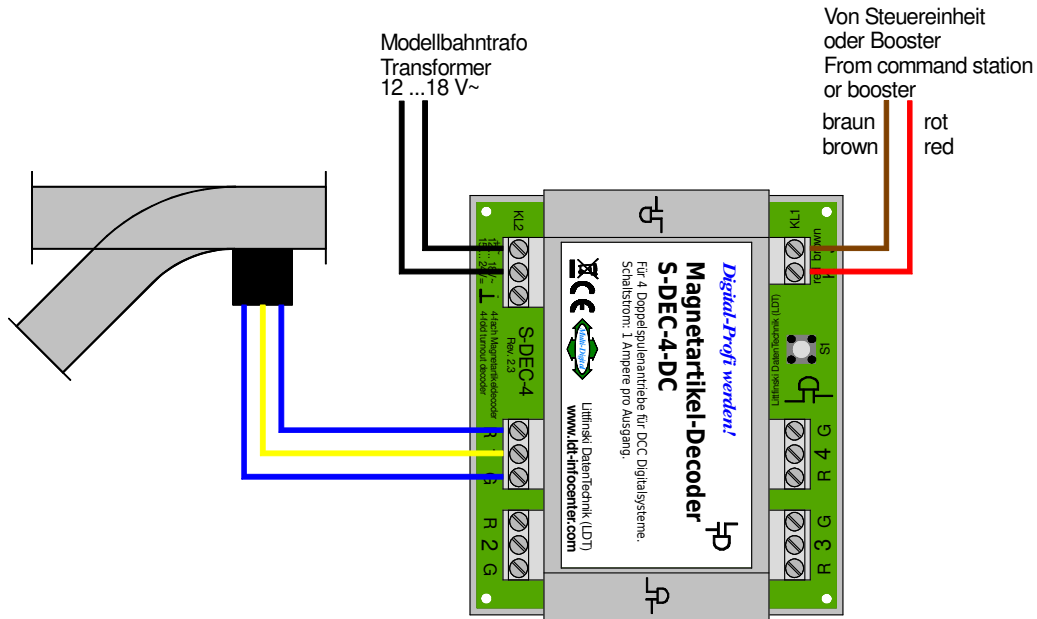 Modellbahntrafo
Transformer
12 ...18 V~
Von Steuereinheit
oder Booster
From command station
or booster
braun
brown
rot
red
KL2
KL1
S-DEC-4
Rev. 2.3
4-fach Magnetartikeldecoder
4-fold turnout decoder
Digital-Profi werden!
Magnetartikel-Decoder
S-DEC-4-DC
Für 4 Doppelspulenantriebe für DCC Digitalsysteme.
Schaltstrom: 1 Ampere pro Ausgang.
CE
Multi-Digital
Littfinski DatenTechnik (LDT)
www.ldt-infocenter.com
red brown
S1
Littfinski DatenTechnik (LDT)
R
G
R 2 G
R 4 G
R 3 G